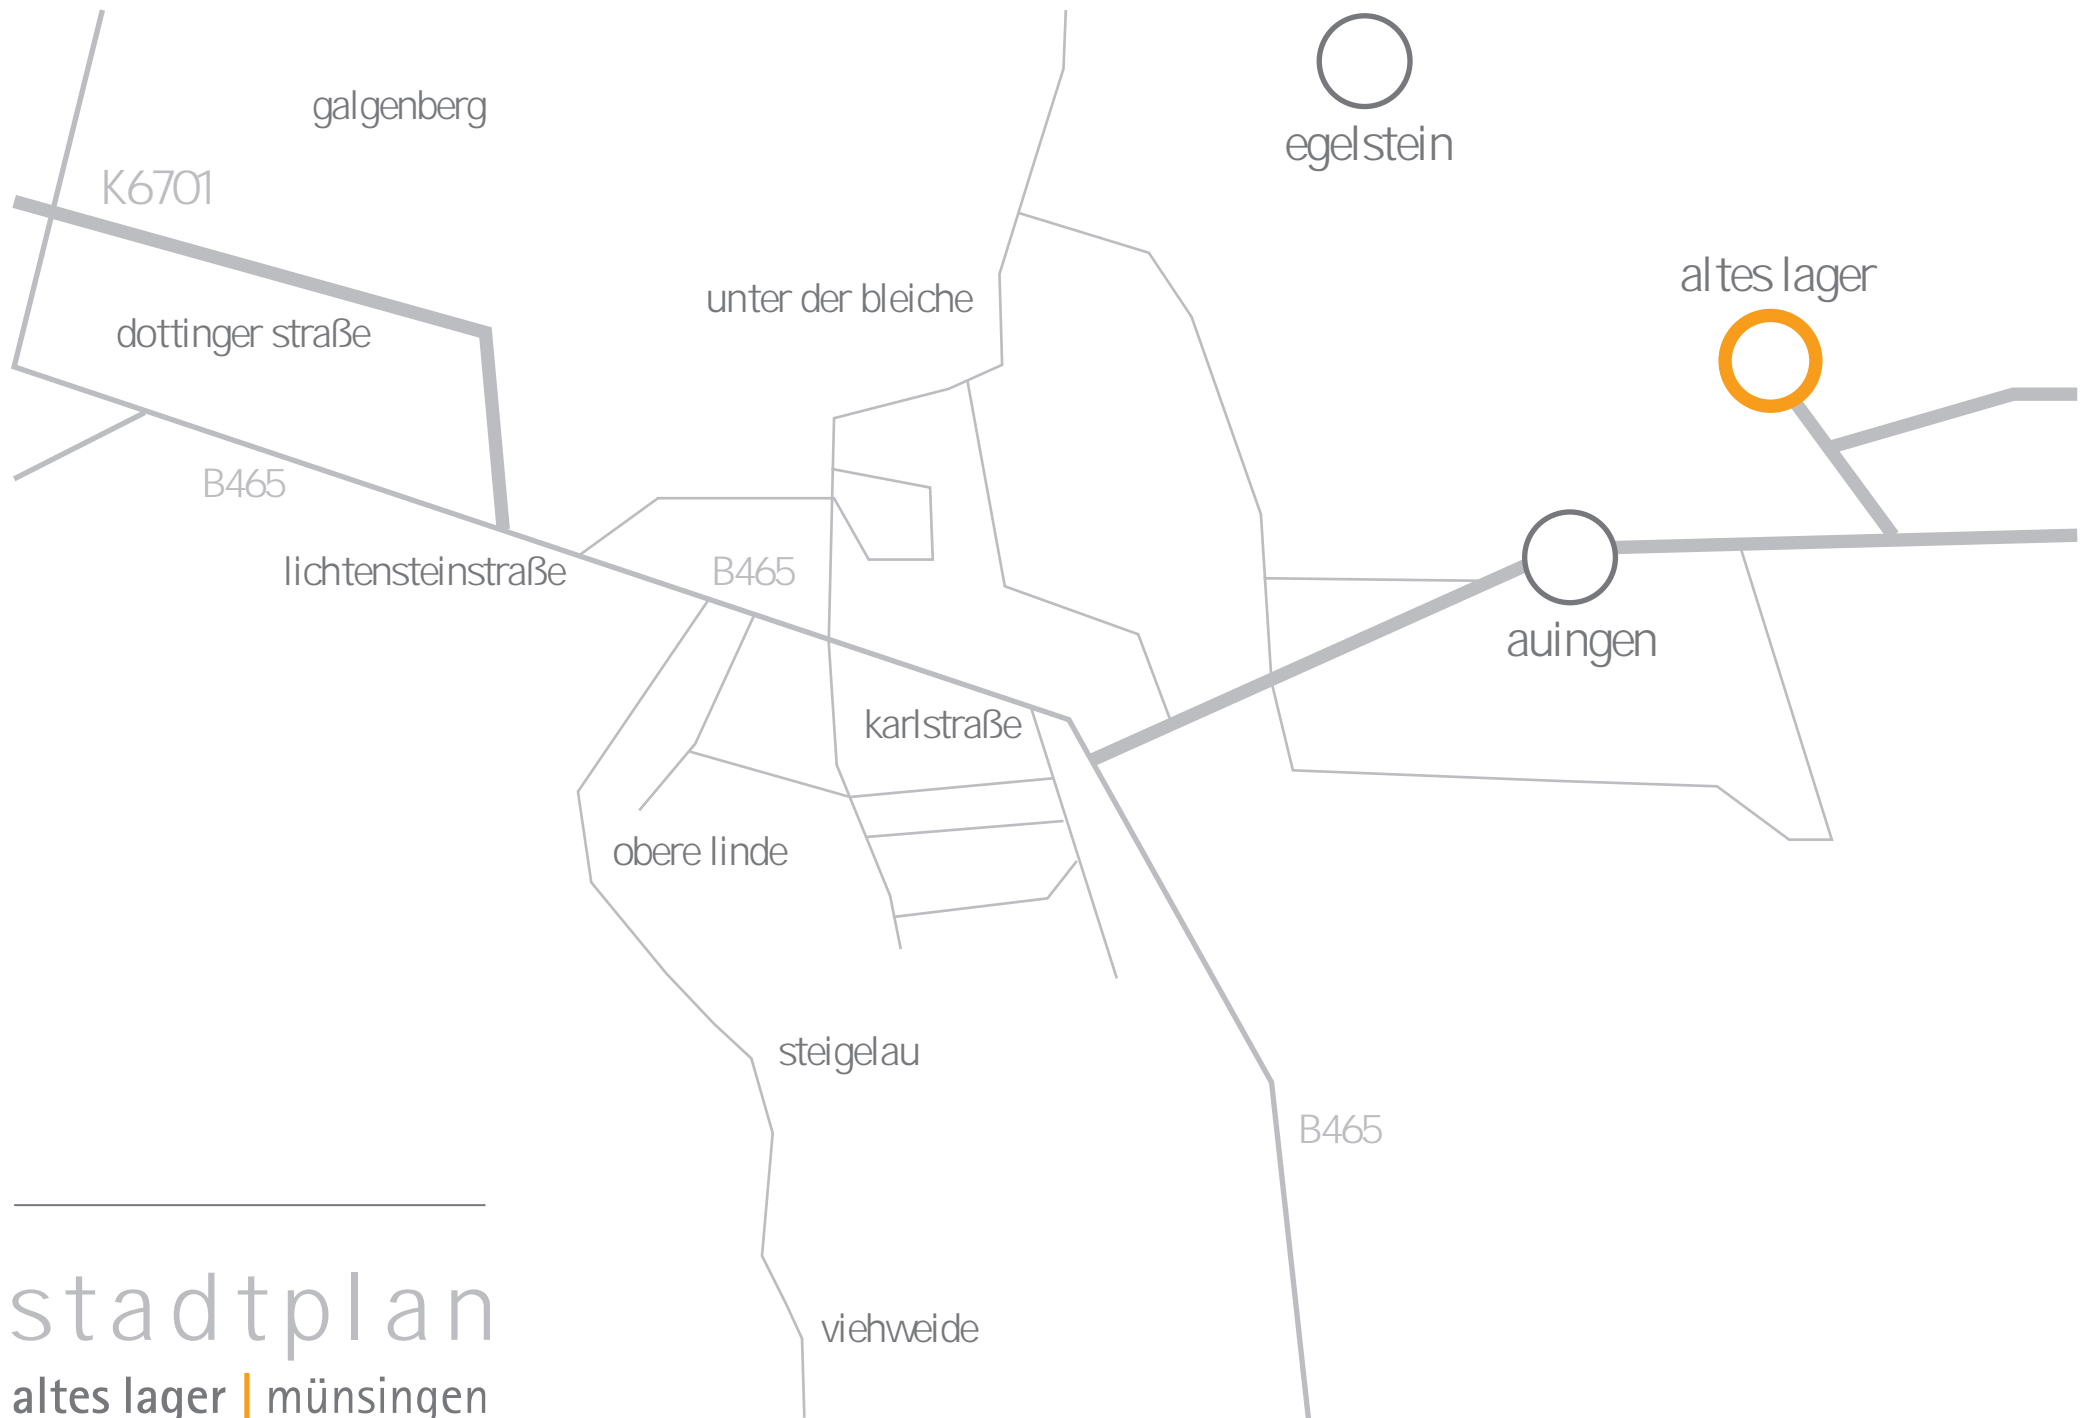 galgenberg
egelstein
K6701
altes lager
unter der bleiche
dottinger straße
B465
lichtensteinstraße
B465
auingen
karlstraße
obere linde
steigelau
B465
viehweide
stadtplan
altes lager | münsingen